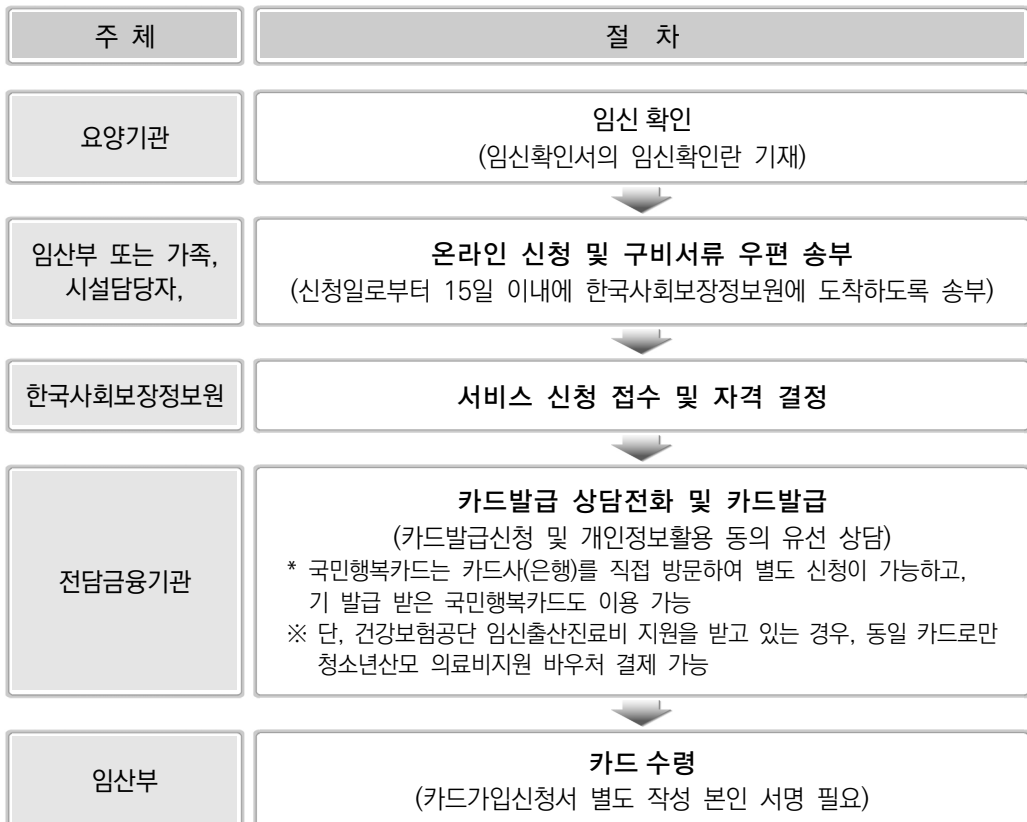 주 체
절 차
요양기관
임신 확인
(임신확인서의 임신확인란 기재)
임산부 또는 가족,
시설담당자,
온라인 신청 및 구비서류 우편 송부
(신청일로부터 15일 이내에 한국사회보장정보원에 도착하도록 송부)
한국사회보장정보원
서비스 신청 접수 및 자격 결정
전담금융기관
카드발급 상담전화 및 카드발급
(카드발급신청 및 개인정보활용 동의 유선 상담)
* 국민행복카드는 카드사(은행)를 직접 방문하여 별도 신청이 가능하고,
기 발급 받은 국민행복카드도 이용 가능
※ 단, 건강보험공단 임신출산진료비 지원을 받고 있는 경우, 동일 카드로만
청소년산모 의료비지원 바우처 결제 가능
임산부
카드 수령
(카드가입신청서 별도 작성 본인 서명 필요)